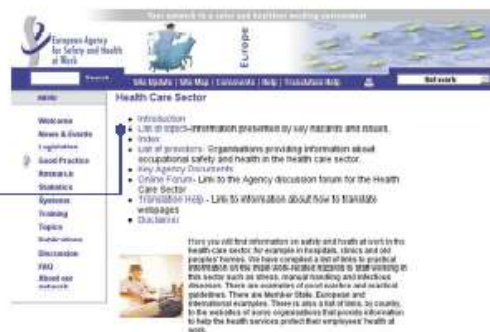 Your network to a safer and healthier working environment
European Agency
for Safety and Health
at Work
Europe
Search
Site Update | Site Map | Comments | Help | Translation Help
Network
MENU
Health Care Sector
Welcome
News & Events
Legislation
Good Practice
Research
Statistics
Systems
Training
Topics
Publications
Discussion
FAQ
About our
network
Introduction
List of topics-Information presented by key hazards and issues.
Index
List of providers- Organisations providing information about
occupational safety and health in the health care sector.
Key Agency Documents
Online Forum - Link to the Agency discussion forum for the Health
Care Sector
Translation Help - Link to information about how to translate
webpages
Disclaimer
Here you will find information on safety and health at work in the
health care sector, for example in hospitals, clinics and old
peoples' homes. We have compiled a list of links to practical
information on the main work-related hazards to staff working in
this sector such as stress, manual handling and infectious
diseases. There are examples of good practice and practical
guidelines. There are Member State, European and
international examples. There is also a list of links, by country,
to the websites of some organisations that provide information
to help the health services protect their employees' health at
work.